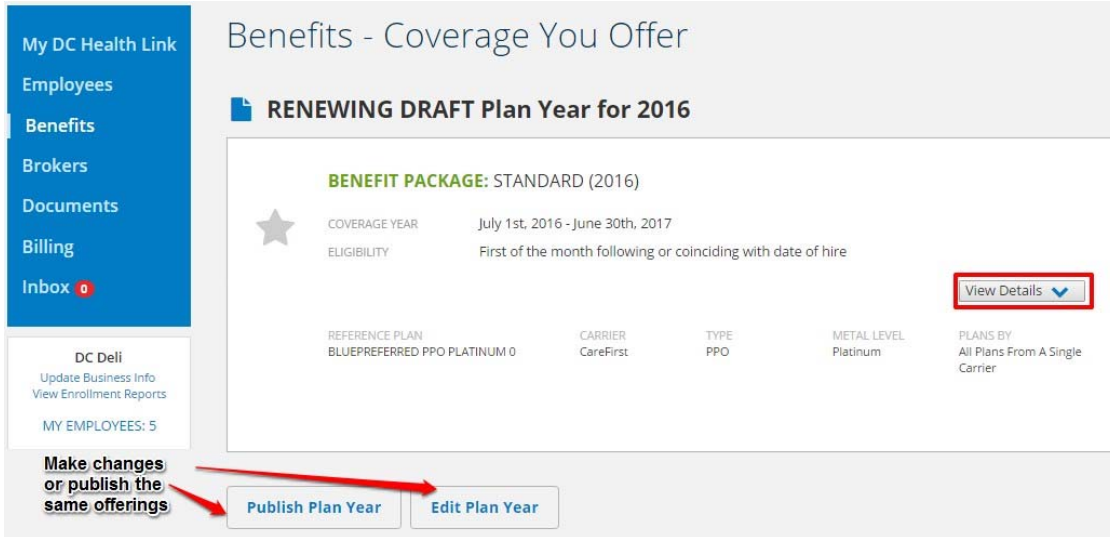 My DC Health Link
Employees
Benefits
Brokers
Documents
Billing
Inbox 0
DC Deli
Update Business Info
View Enrollment Reports
MY EMPLOYEES: 5
Benefits - Coverage You Offer
RENEWING DRAFT Plan Year for 2016
BENEFIT PACKAGE: STANDARD (2016)
COVERAGE YEAR July 1st, 2016 - June 30th, 2017
ELIGIBILITY First of the month following or coinciding with date of hire
View Details
REFERENCE PLAN CARRIER TYPE METAL LEVEL PLANS BY
BLUEPREFERRED PPO PLATINUM 0 CareFirst PPO Platinum All Plans From A Single
Carrier
Make changes
or publish the
same offerings
Publish Plan Year Edit Plan Year